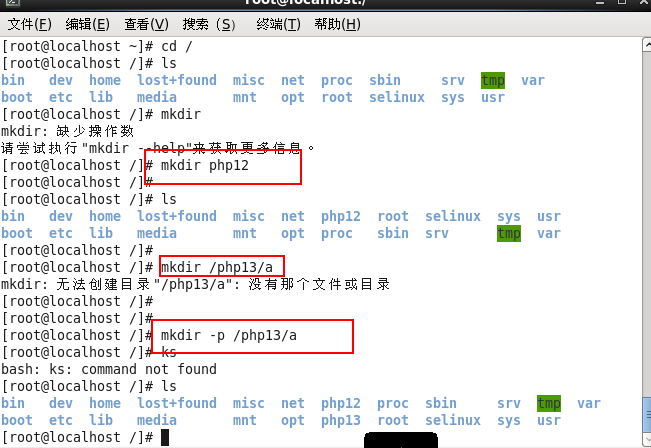 root@localhost:/
文件(F) 编辑(E) 查看(V) 搜索(S) 终端(T) 帮助(H)
[root@localhost ~]# cd /
[root@localhost /]# ls
bin dev home lost+found misc net proc sbin srv tmp var
boot etc lib media mnt opt root selinux sys usr
[root@localhost /]# mkdir
mkdir: 缺少操作数
请尝试执行"mkdir --help"来获取更多信息。
[root@localhost /]# mkdir php12
[root@localhost /]#
[root@localhost /]# ls
bin dev home lost+found misc net php12 root selinux sys usr
boot etc lib media mnt opt proc sbin srv tmp var
[root@localhost /]#
[root@localhost /]# mkdir /php13/a
mkdir: 无法创建目录"/php13/a": 没有那个文件或目录
[root@localhost /]#
[root@localhost /]#
[root@localhost /]# mkdir -p /php13/a
[root@localhost /]# ks
bash: ks: command not found
[root@localhost /]# ls
bin dev home lost+found misc net php12 proc sbin srv tmp var
boot etc lib media mnt opt php13 root selinux sys usr
[root@localhost /]#